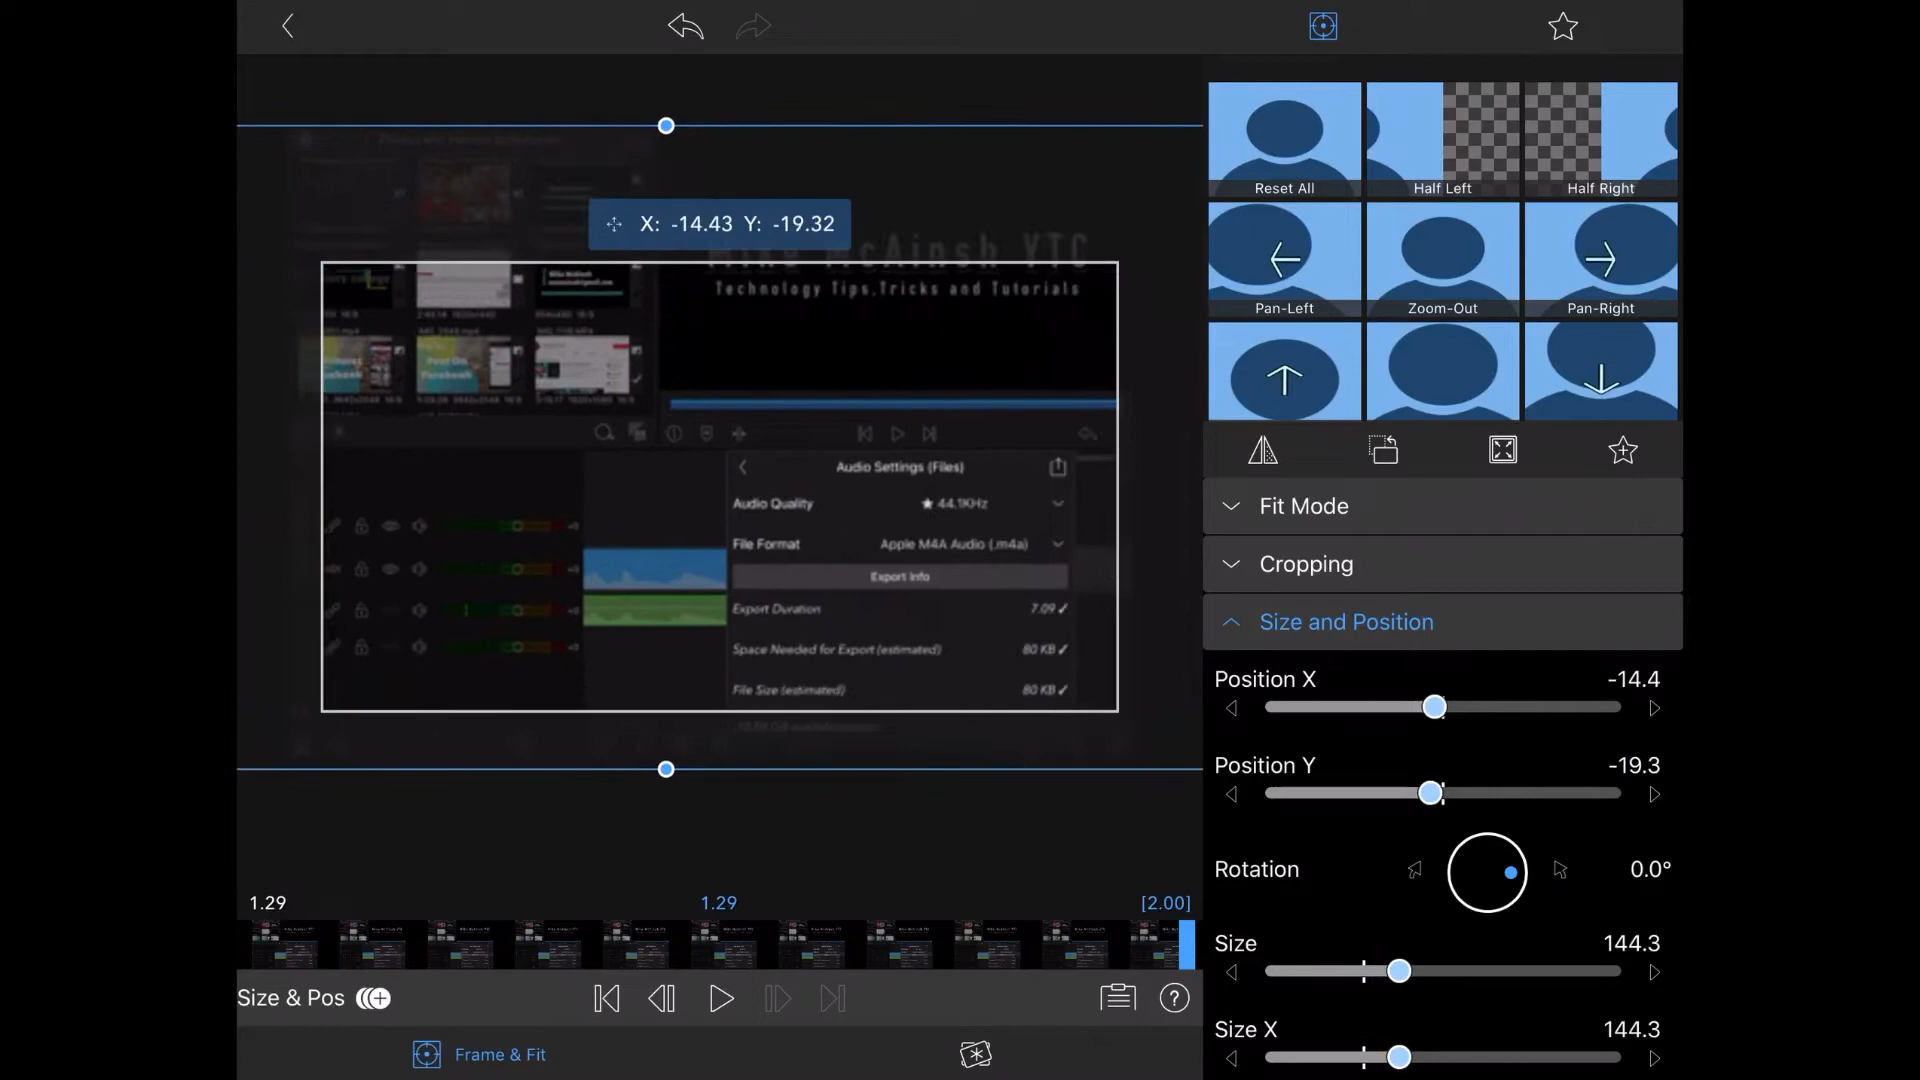 Reset All
Half Left
Half Right
X: -14.43 Y: -19.32
Mike McAinsh YTC
Technology Tips,Tricks and Tutorials
Pan-Left
Zoom-Out
Pan-Right
Audio Settings (Files)
Audio Quality
★ 44.1KHz
File Format
Apple M4A Audio (.m4a)
Export Info
Export Duration
7.09 ✓
Space Needed for Export (estimated)
80 KB ✓
File Size (estimated)
80 KB ✓
Fit Mode
Cropping
Size and Position
Position X
-14.4
Position Y
-19.3
Rotation
0.0°
Size
144.3
Size X
144.3
1.29
1.29
[2.00]
Size & Pos
?
Frame & Fit